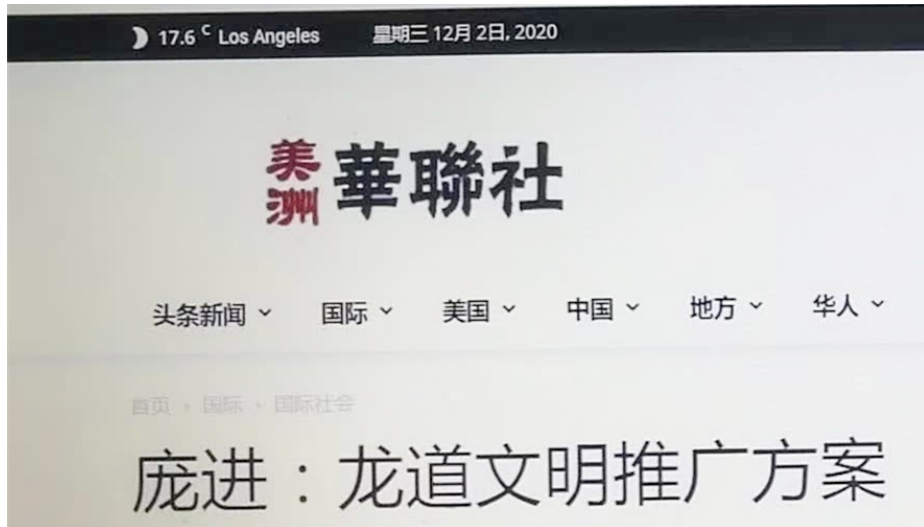 17.6 C Los Angeles 星期三 12月 2日, 2020
美洲 華聯社
头条新闻 国际 美国 中国 地方 华人
首页 国际 国际社会
庞进：龙道文明推广方案